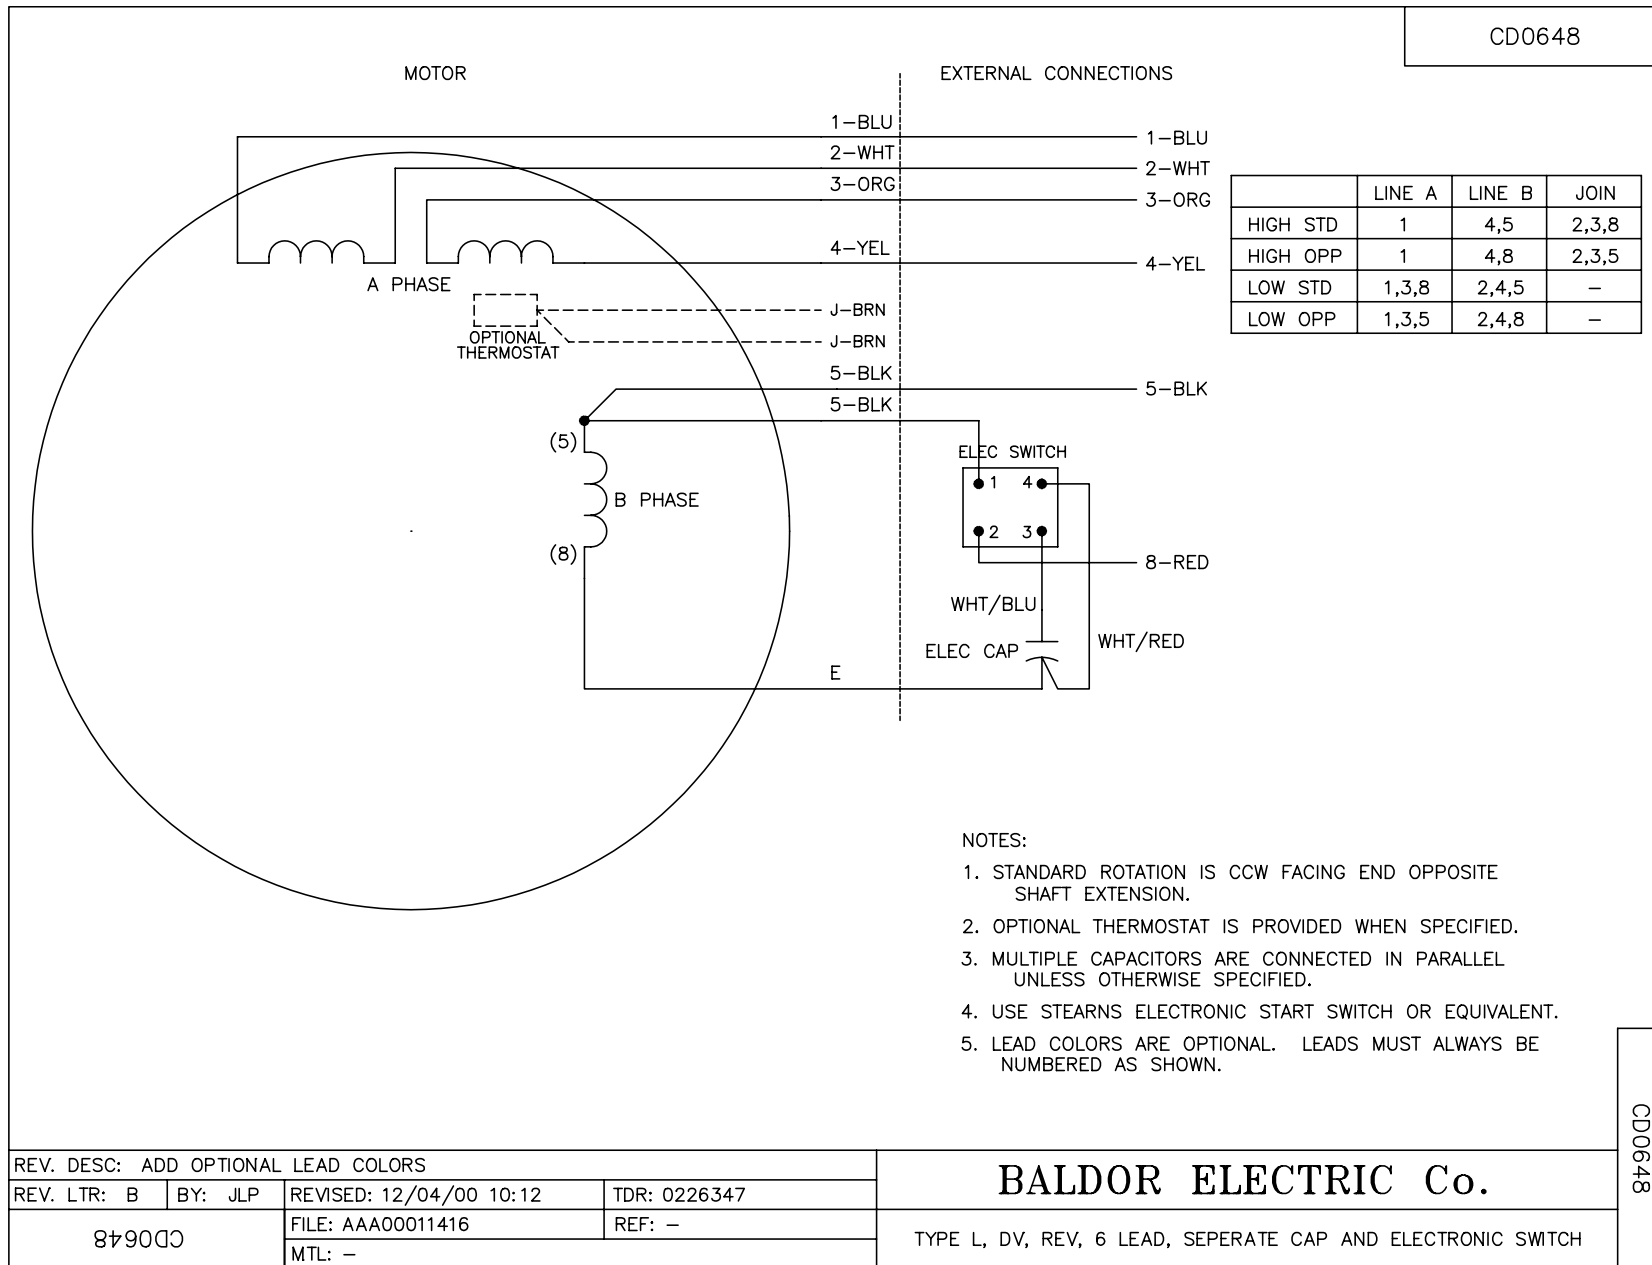 CD0648
MOTOR
EXTERNAL CONNECTIONS
1-BLU
1-BLU
2-WHT
2-WHT
3-ORG
3-ORG
4-YEL
4-YEL
A PHASE
LINE A LINE B JOIN
HIGH STD 1 4,5 2,3,8
HIGH OPP 1 4,8 2,3,5
LOW STD 1,3,8 2,4,5 -
LOW OPP 1,3,5 2,4,8 -
J-BRN
OPTIONAL
THERMOSTAT
J-BRN
5-BLK
5-BLK
5-BLK
(5)
ELEC SWITCH
1 4
B PHASE
2 3
(8)
8-RED
WHT/BLU
ELEC CAP
WHT/RED
E
NOTES:
1. STANDARD ROTATION IS CCW FACING END OPPOSITE
SHAFT EXTENSION.
2. OPTIONAL THERMOSTAT IS PROVIDED WHEN SPECIFIED.
3. MULTIPLE CAPACITORS ARE CONNECTED IN PARALLEL
UNLESS OTHERWISE SPECIFIED.
4. USE STEARNS ELECTRONIC START SWITCH OR EQUIVALENT.
5. LEAD COLORS ARE OPTIONAL. LEADS MUST ALWAYS BE
NUMBERED AS SHOWN.
CD0648
REV. DESC: ADD OPTIONAL LEAD COLORS
REV. LTR: B BY: JLP REVISED: 12/04/00 10:12 TDR: 0226347
CD0648
FILE: AAA00011416 REF: -
MTL: -
BALDOR ELECTRIC Co.
TYPE L, DV, REV, 6 LEAD, SEPERATE CAP AND ELECTRONIC SWITCH